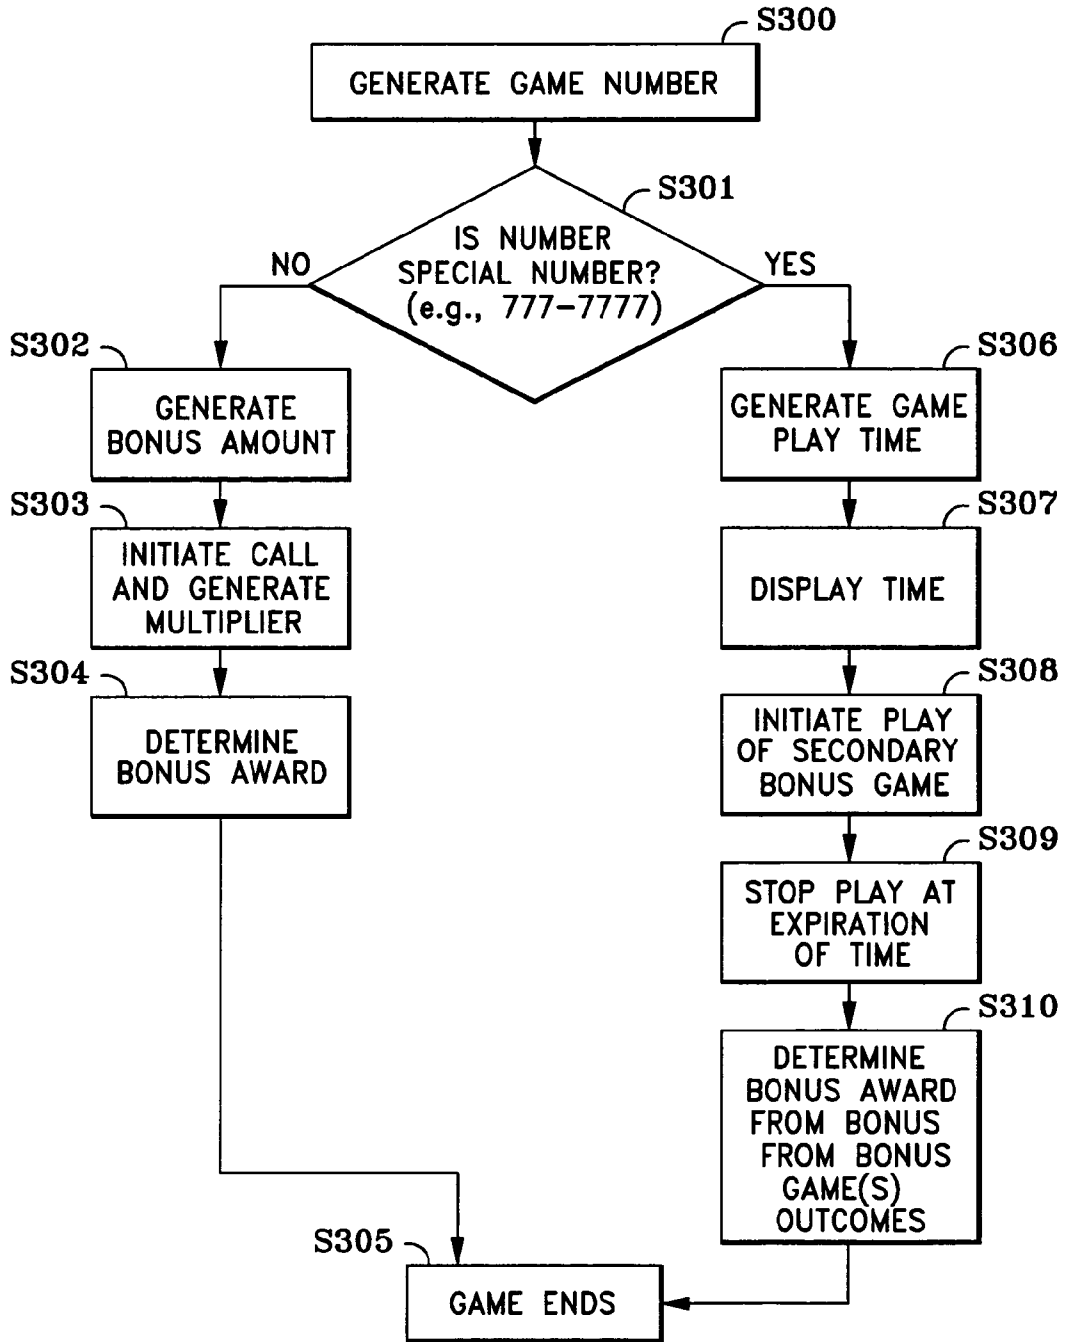 S300
GENERATE GAME NUMBER
S301
IS NUMBER
SPECIAL NUMBER?
(e.g., 777-7777)
NO
YES
S302
GENERATE
BONUS AMOUNT
S303
INITIATE CALL
AND GENERATE
MULTIPLIER
S304
DETERMINE
BONUS AWARD
S306
GENERATE GAME
PLAY TIME
S307
DISPLAY TIME
S308
INITIATE PLAY
OF SECONDARY
BONUS GAME
S309
STOP PLAY AT
EXPIRATION
OF TIME
S310
DETERMINE
BONUS AWARD
FROM BONUS
FROM BONUS
GAME(S)
OUTCOMES
S305
GAME ENDS